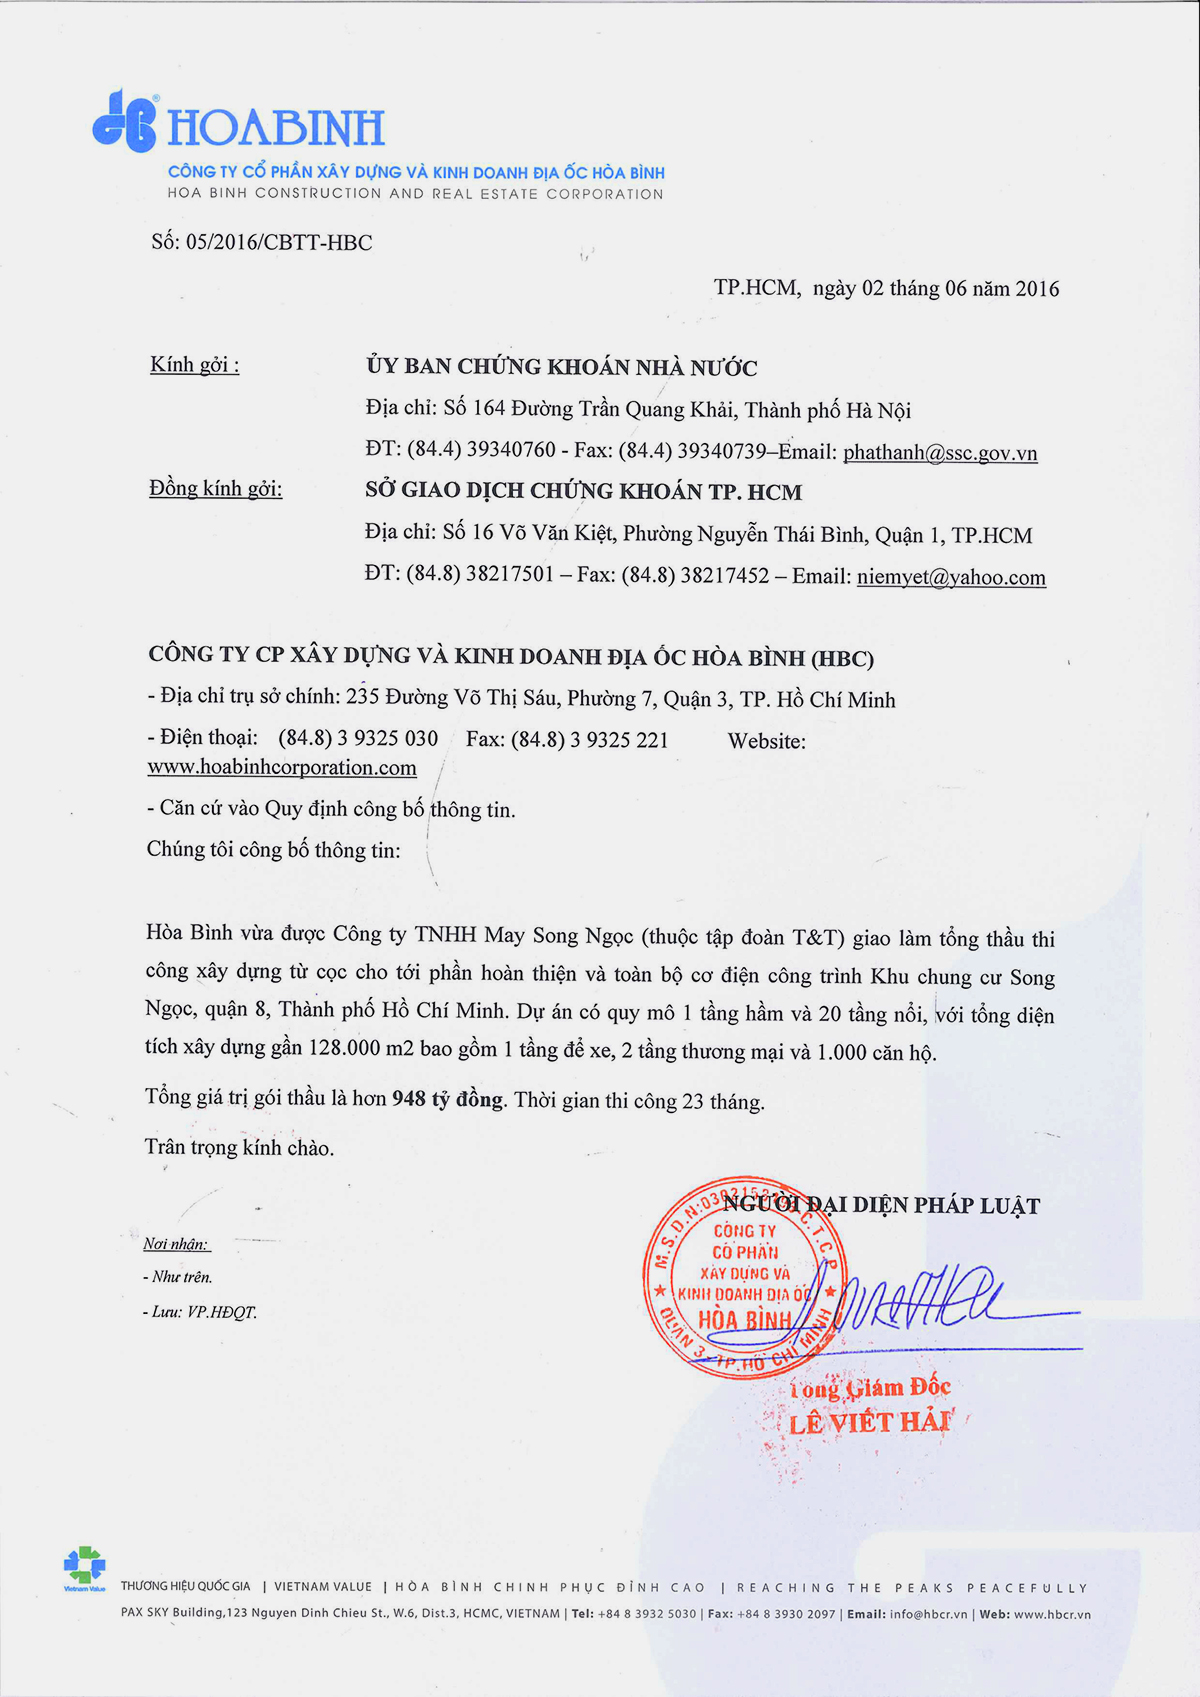 HOABINH
CÔNG TY CỔ PHẦN XÂY DỰNG VÀ KINH DOANH ĐỊA ỐC HÒA BÌNH
HOA BINH CONSTRUCTION AND REAL ESTATE CORPORATION
Số: 05/2016/CBTT-HBC
TP.HCM, ngày 02 tháng 06 năm 2016
Kính gởi : ỦY BAN CHỨNG KHOÁN NHÀ NƯỚC
Địa chỉ: Số 164 Đường Trần Quang Khải, Thành phố Hà Nội
ĐT: (84.4) 39340760 - Fax: (84.4) 39340739–Email: phathanh@ssc.gov.vn
Đồng kính gởi: SỞ GIAO DỊCH CHỨNG KHOÁN TP. HCM
Địa chỉ: Số 16 Võ Văn Kiệt, Phường Nguyễn Thái Bình, Quận 1, TP.HCM
ĐT: (84.8) 38217501 – Fax: (84.8) 38217452 – Email: niemyet@yahoo.com
CÔNG TY CP XÂY DỰNG VÀ KINH DOANH ĐỊA ỐC HÒA BÌNH (HBC)
- Địa chỉ trụ sở chính: 235 Đường Võ Thị Sáu, Phường 7, Quận 3, TP. Hồ Chí Minh
- Điện thoại: (84.8) 3 9325 030 Fax: (84.8) 3 9325 221 Website:
www.hoabinhcorporation.com
- Căn cứ vào Quy định công bố thông tin.
Chúng tôi công bố thông tin:
Hòa Bình vừa được Công ty TNHH May Song Ngọc (thuộc tập đoàn T&T) giao làm tổng thầu thi
công xây dựng từ cọc cho tới phần hoàn thiện và toàn bộ cơ điện công trình Khu chung cư Song
Ngọc, quận 8, Thành phố Hồ Chí Minh. Dự án có quy mô 1 tầng hầm và 20 tầng nổi, với tổng diện
tích xây dựng gần 128.000 m2 bao gồm 1 tầng để xe, 2 tầng thương mại và 1.000 căn hộ.
Tổng giá trị gói thầu là hơn 948 tỷ đồng. Thời gian thi công 23 tháng.
Trân trọng kính chào.
NGƯỜI ĐẠI DIỆN PHÁP LUẬT
Nơi nhận:
- Như trên.
- Lưu: VP.HĐQT.
CÔNG TY
CỔ PHẦN
XÂY DỰNG VÀ
KINH DOANH ĐỊA ỐC
HÒA BÌNH
QUẬN 3 - TP.HỒ CHÍ MINH
Tổng Giám Đốc
LÊ VIẾT HẢI
Vietnam Value
THƯƠNG HIỆU QUỐC GIA | VIETNAM VALUE | HÒA BÌNH CHINH PHỤC ĐỈNH CAO | REACHING THE PEAKS PEACEFULLY
PAX SKY Building,123 Nguyen Dinh Chieu St., W.6, Dist.3, HCMC, VIETNAM | Tel: +84 8 3932 5030 | Fax: +84 8 3930 2097 | Email: info@hbcr.vn | Web: www.hbcr.vn